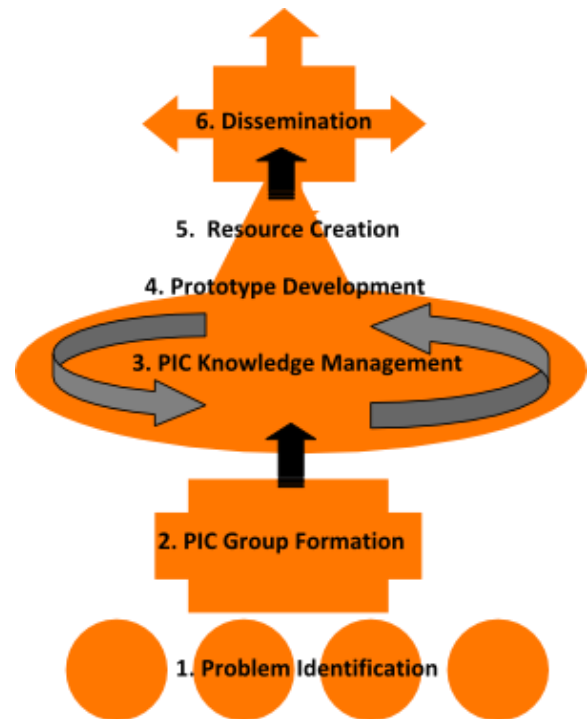 6. Dissemination
5. Resource Creation
4. Prototype Development
3. PIC Knowledge Management
2. PIC Group Formation
1. Problem Identification